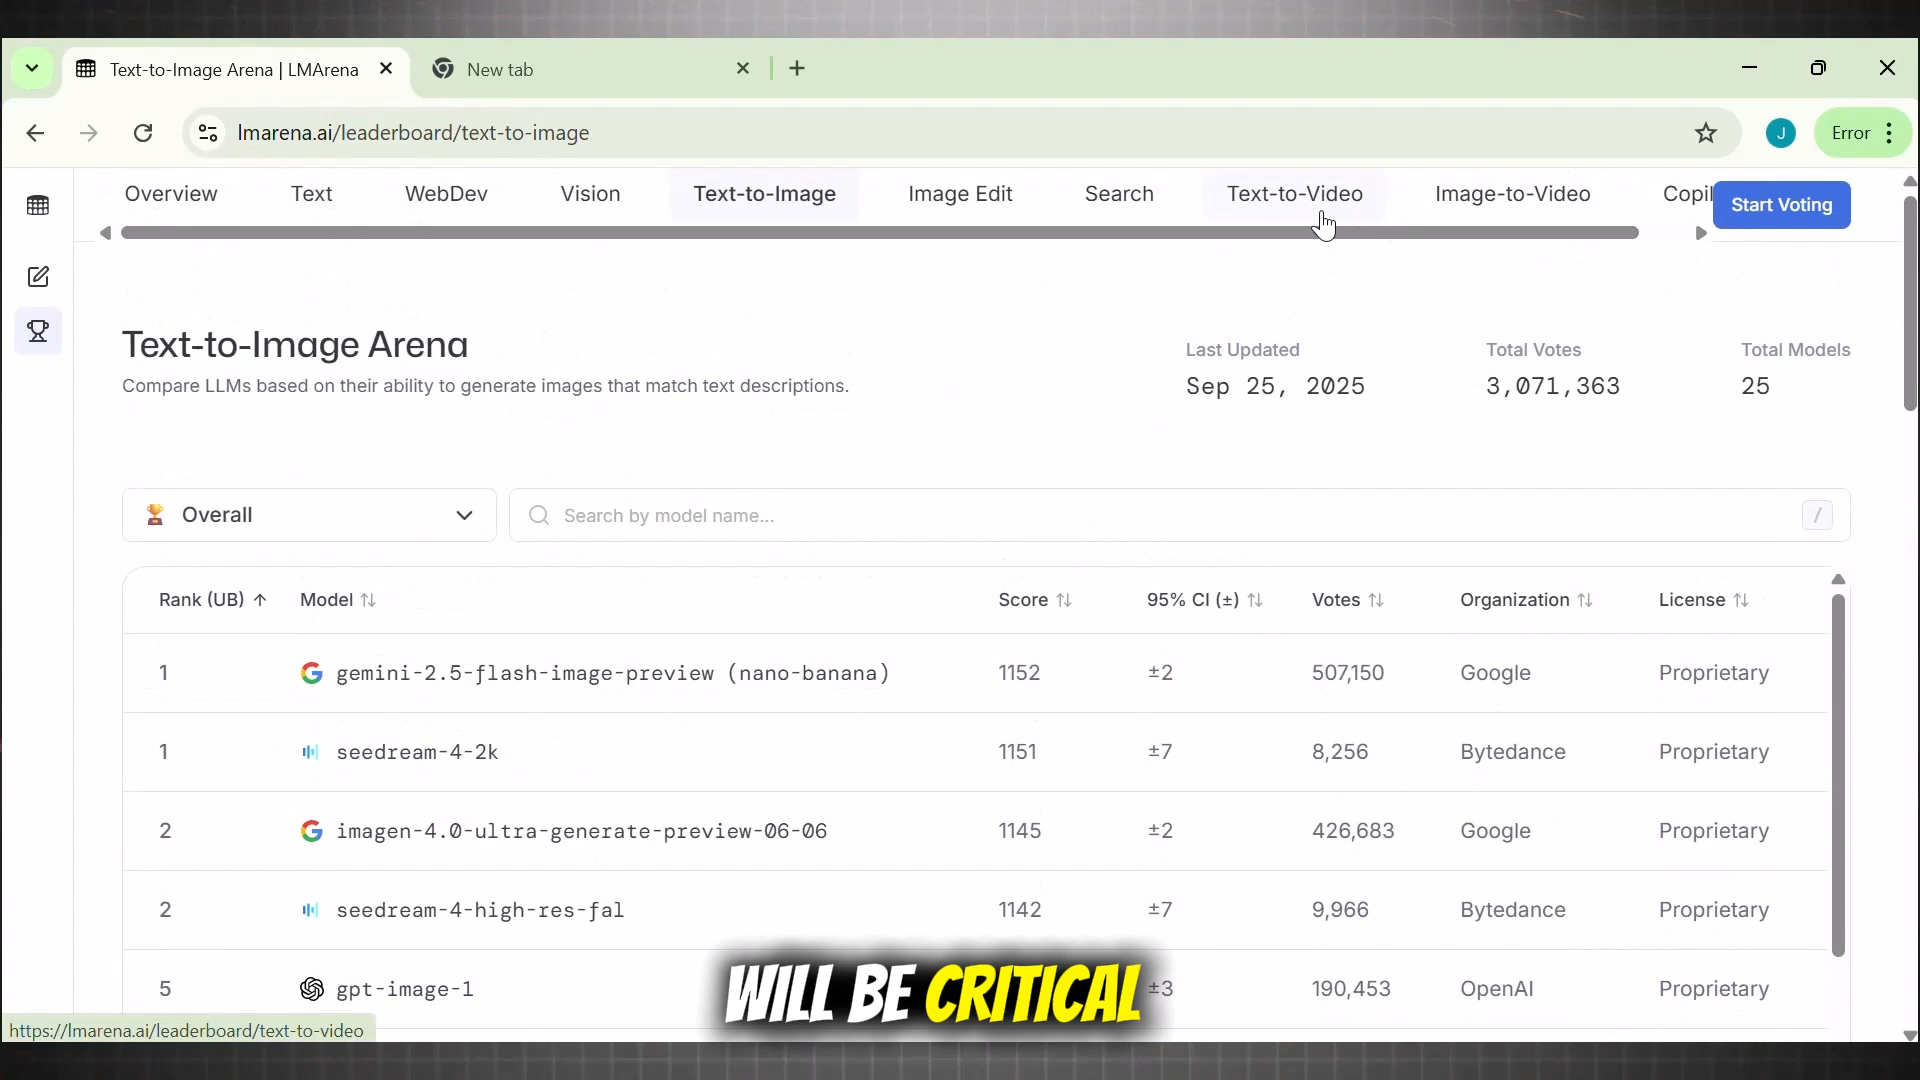 Text-to-Image Arena | LMArena
New tab
lmarena.ai/leaderboard/text-to-image
J
Error
Overview Text WebDev Vision Text-to-Image Image Edit Search Text-to-Video Image-to-Video Copil
Start Voting
Text-to-Image Arena
Compare LLMs based on their ability to generate images that match text descriptions.
Last Updated Total Votes Total Models
Sep 25, 2025 3,071,363 25
Overall
Search by model name...
/
Rank (UB) Model Score 95% CI (±) Votes Organization License
1 gemini-2.5-flash-image-preview (nano-banana) 1152 ±2 507,150 Google Proprietary
1 seedream-4-2k 1151 ±7 8,256 Bytedance Proprietary
2 imagen-4.0-ultra-generate-preview-06-06 1145 ±2 426,683 Google Proprietary
2 seedream-4-high-res-fal 1142 ±7 9,966 Bytedance Proprietary
5 gpt-image-1 ±3 190,453 OpenAI Proprietary
WILL BE CRITICAL
https://lmarena.ai/leaderboard/text-to-video